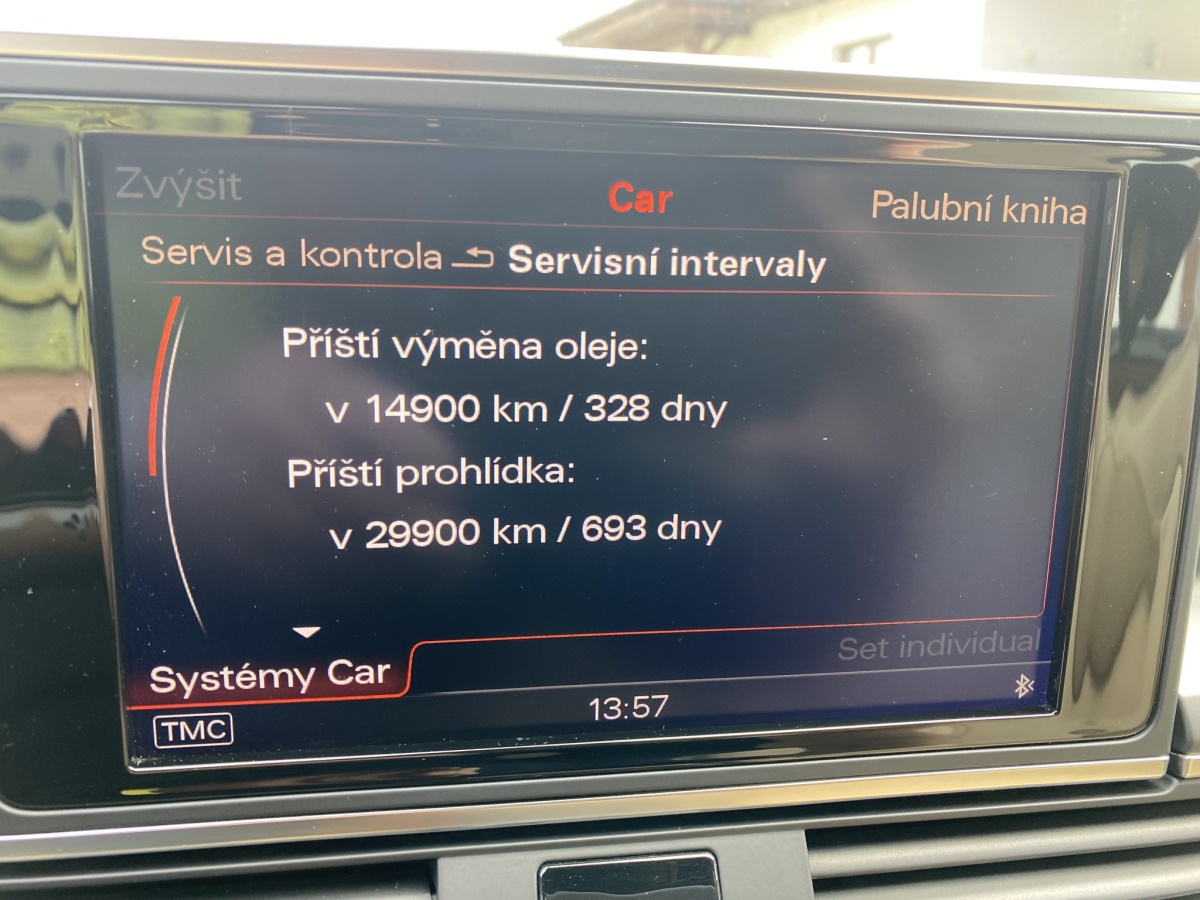 Zvýšit
Car
Palubní kniha
Servis a kontrola
Servisní intervaly
Příští výměna oleje:
v 14900 km / 328 dny
Příští prohlídka:
v 29900 km / 693 dny
Set individual
Systémy Car
TMC
13:57